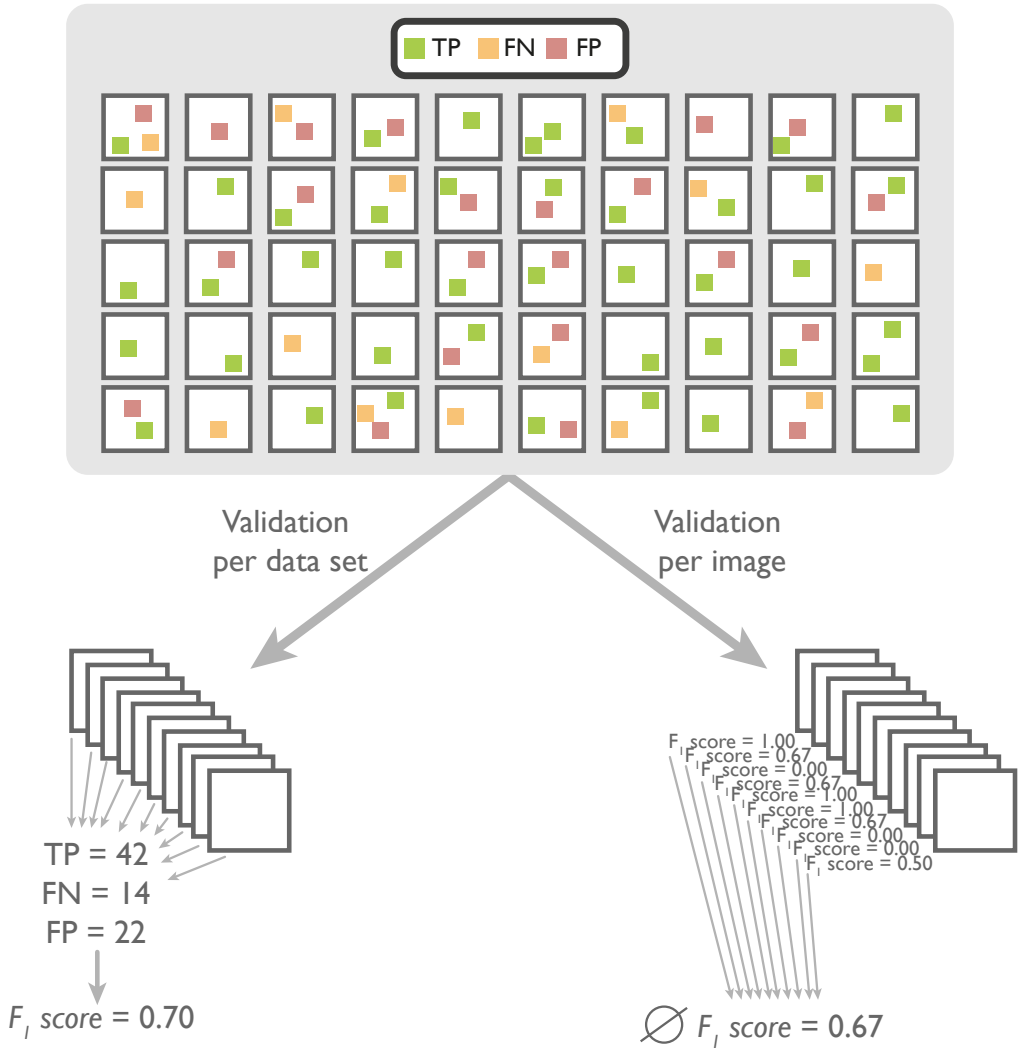 TP FN FP
Validation
per data set
Validation
per image
TP = 42
FN = 14
FP = 22
F₁ score = 0.70
F₁ score = 1.00
F₁ score = 0.67
F₁ score = 0.00
F₁ score = 0.67
F₁ score = 1.00
F₁ score = 1.00
F₁ score = 0.67
F₁ score = 0.00
F₁ score = 0.00
F₁ score = 0.50
∅ F₁ score = 0.67